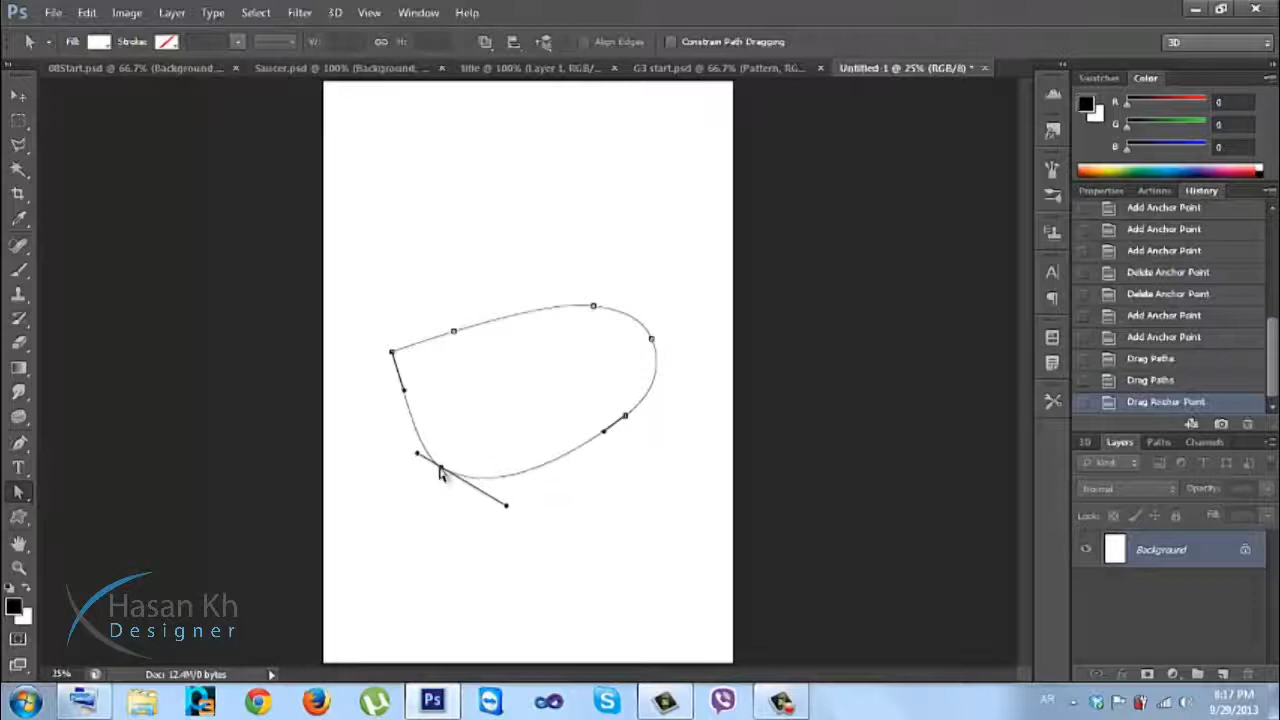 Ps File Edit Image Layer Type Select Filter 3D View Window Help
Fill: Stroke: W: H: Align Edges Constrain Path Dragging 3D
08Start.psd @ 66.7% (Background,... × Saucer.psd @ 100% (Background, ... × title @ 100% (Layer 1, RGB/... × G3 start.psd @ 66.7% (Pattern, RG... × Untitled-1 @ 25% (RGB/8) * ×
Swatches Color
R 0
G 0
B 0
Properties Actions History
Add Anchor Point
Add Anchor Point
Add Anchor Point
Delete Anchor Point
Delete Anchor Point
Add Anchor Point
Add Anchor Point
Drag Paths
Drag Paths
Drag Anchor Point
3D Layers Paths Channels
Kind
Normal Opacity:
Lock: Fill:
Background
Hasan Kh
Designer
25% Doc: 12.4M/0 bytes
AR 8:17 PM
9/29/2013